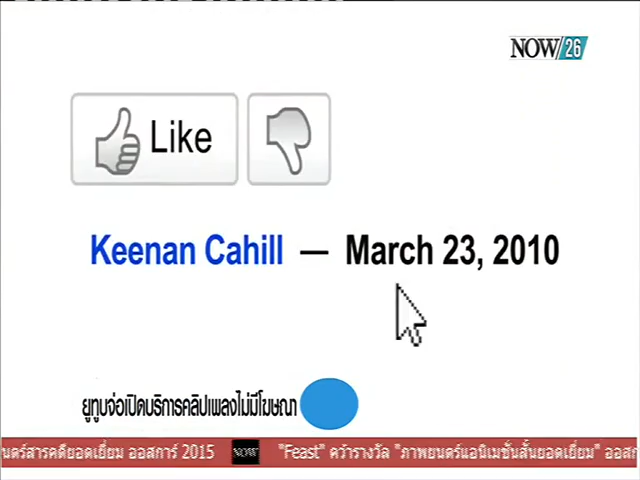 NOW/26
Like
Keenan Cahill — March 23, 2010
ยูทูบจ่อเปิดบริการคลิปเพลงไม่มีโฆษณา
นตร์สารคดียอดเยี่ยม ออสการ์ 2015 NOW "Feast" คว้ารางวัล "ภาพยนตร์แอนิเมชั่นสั้นยอดเยี่ยม" ออสก